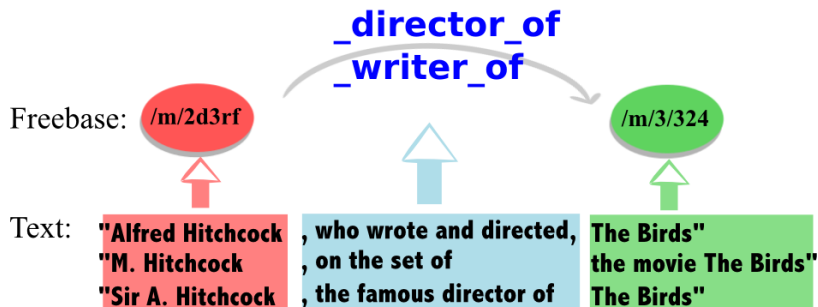 _director_of
_writer_of
Freebase: /m/2d3rf /m/3/324
Text: "Alfred Hitchcock , who wrote and directed, The Birds"
"M. Hitchcock , on the set of the movie The Birds"
"Sir A. Hitchcock , the famous director of The Birds"